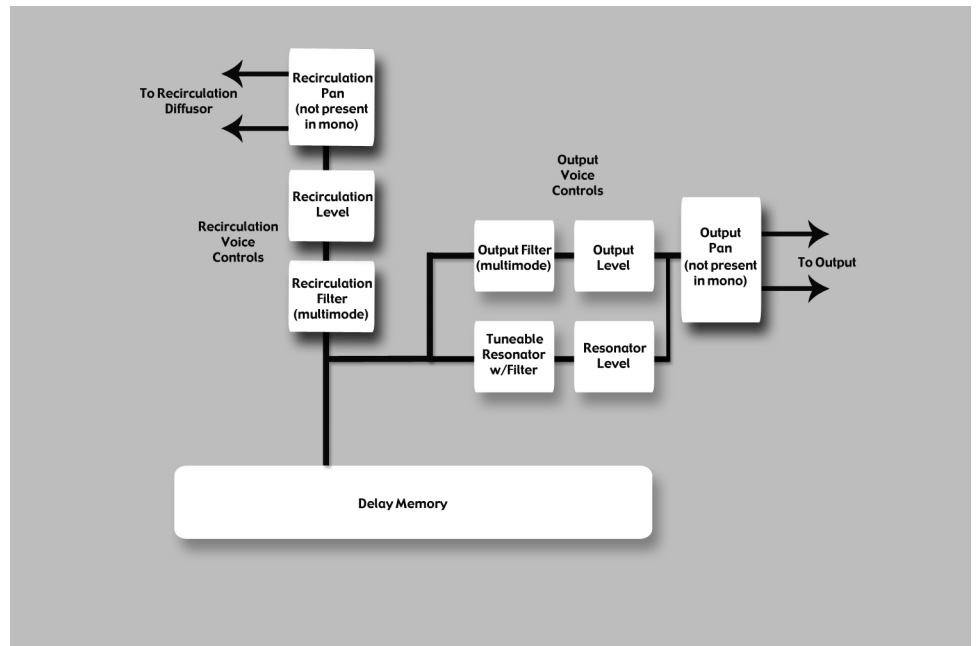 Recirculation
Pan
(not present
in mono)
To Recirculation
Diffusor
Recirculation
Level
Recirculation
Voice
Controls
Recirculation
Filter
(multimode)
Output
Voice
Controls
Output Filter
(multimode)
Output
Level
Output
Pan
(not present
in mono)
To Output
Tuneable
Resonator
w/Filter
Resonator
Level
Delay Memory